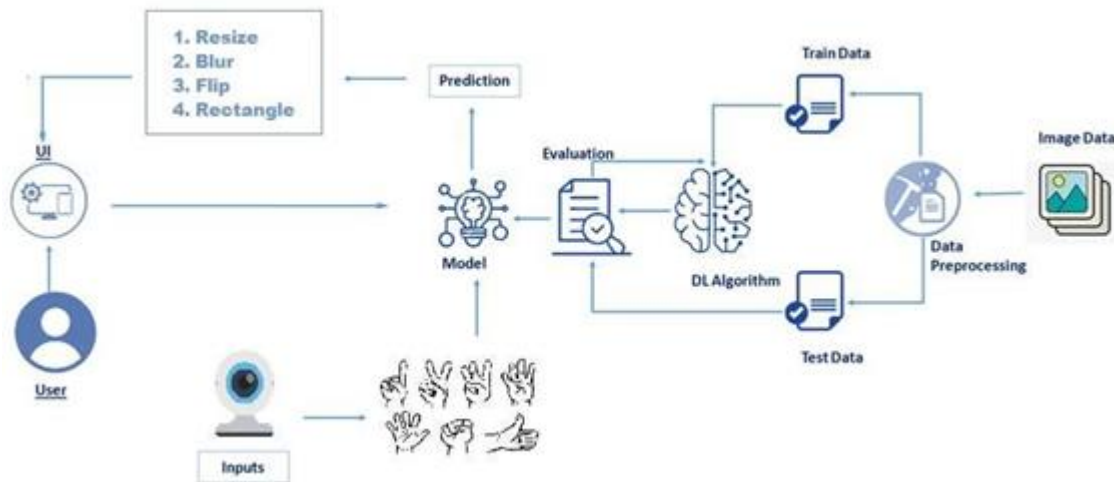 1. Resize
2. Blur
3. Flip
4. Rectangle
Prediction
Train Data
UI
Evaluation
Image Data
Model
DL Algorithm
Data
Preprocessing
Test Data
User
Inputs